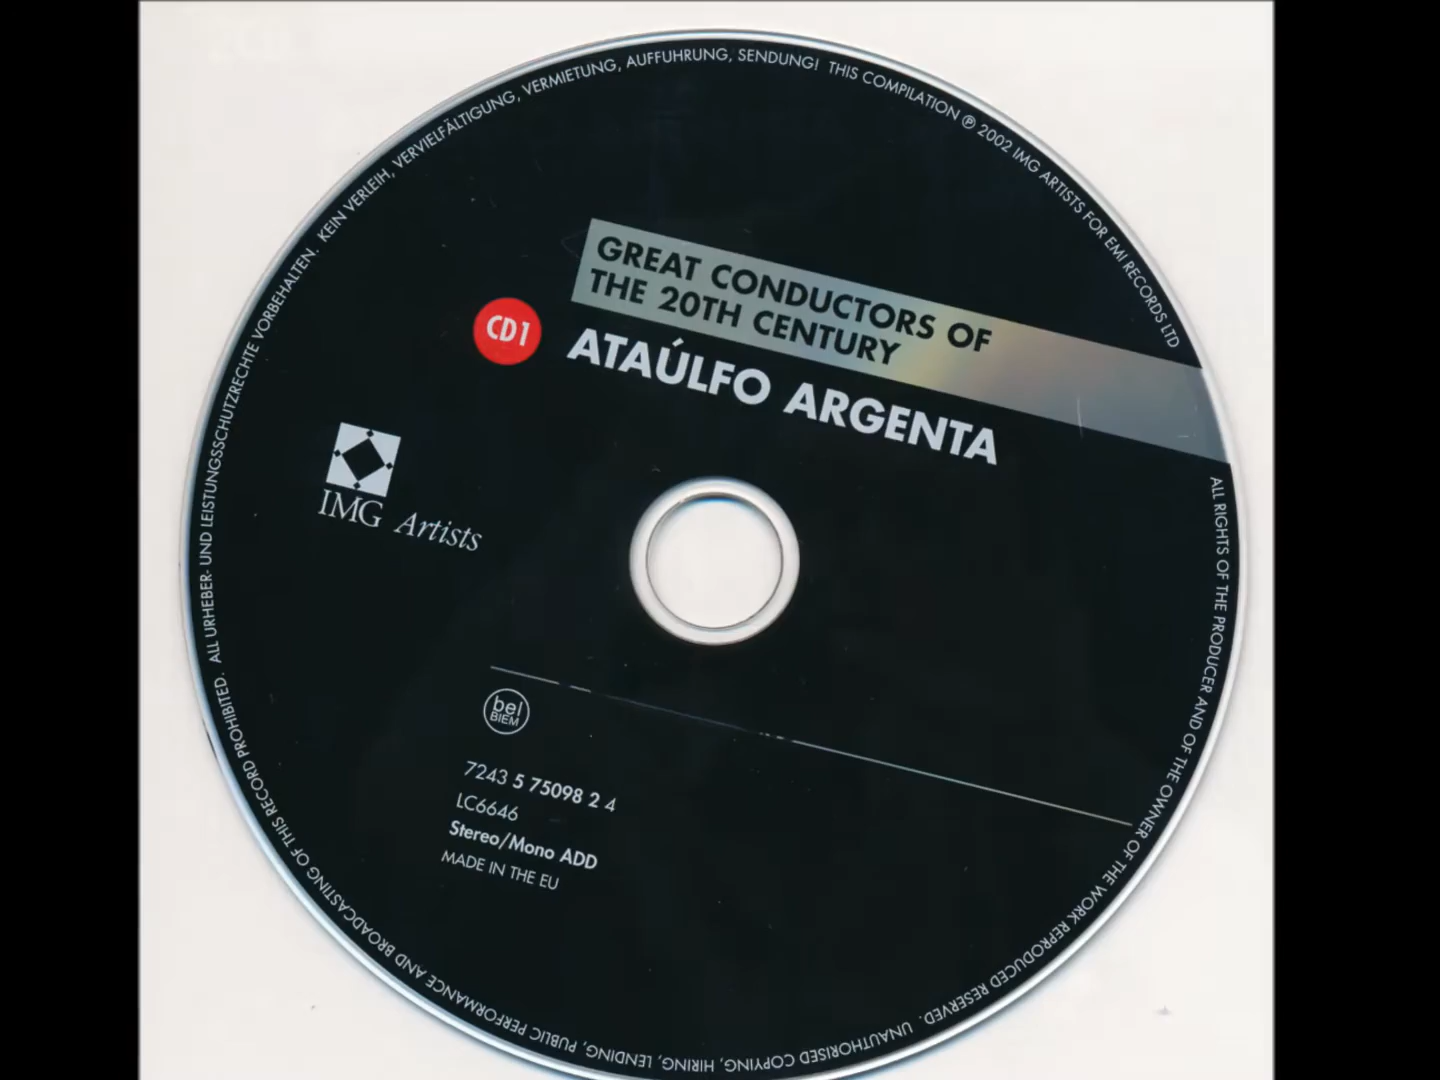 GREAT CONDUCTORS OF
THE 20TH CENTURY
CD1
ATAÚLFO ARGENTA
IMG Artists
bel
BIEM
7243 5 75098 2 4
LC6646
Stereo/Mono ADD
MADE IN THE EU
ALL RIGHTS OF THE PRODUCER AND OF THE OWNER OF THE WORK REPRODUCED RESERVED. UNAUTHORISED COPYING, HIRING, LENDING, PUBLIC PERFORMANCE AND BROADCASTING OF THIS RECORD PROHIBITED. ALL URHEBER- UND LEISTUNGSSCHUTZRECHTE VORBEHALTEN. KEIN VERLEIH, VERVIELFÄLTIGUNG, VERMIETUNG, AUFFUHRUNG, SENDUNG! THIS COMPILATION ℗ 2002 IMG ARTISTS FOR EMI RECORDS LTD